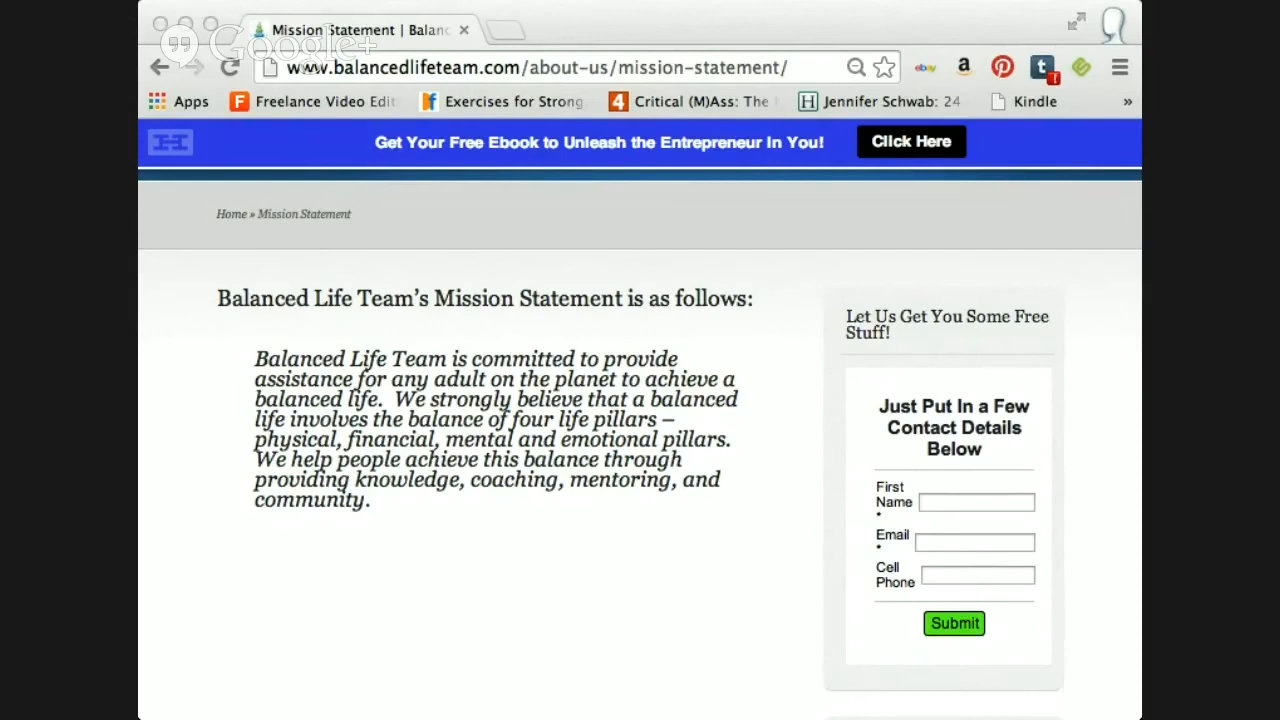 Mission Statement | Balanc
Google+
www.balancedlifeteam.com/about-us/mission-statement/
ebay
a
t
!
Apps
Freelance Video Edit
Exercises for Strong
4
Critical (M)Ass: The
H
Jennifer Schwab: 24
Kindle
»
Get Your Free Ebook to Unleash the Entrepreneur in You!
Click Here
Home » Mission Statement
Balanced Life Team’s Mission Statement is as follows:
Balanced Life Team is committed to provide
assistance for any adult on the planet to achieve a
balanced life. We strongly believe that a balanced
life involves the balance of four life pillars –
physical, financial, mental and emotional pillars.
We help people achieve this balance through
providing knowledge, coaching, mentoring, and
community.
Let Us Get You Some Free
Stuff!
Just Put In a Few
Contact Details
Below
First
Name
*
Email
*
Cell
Phone
Submit